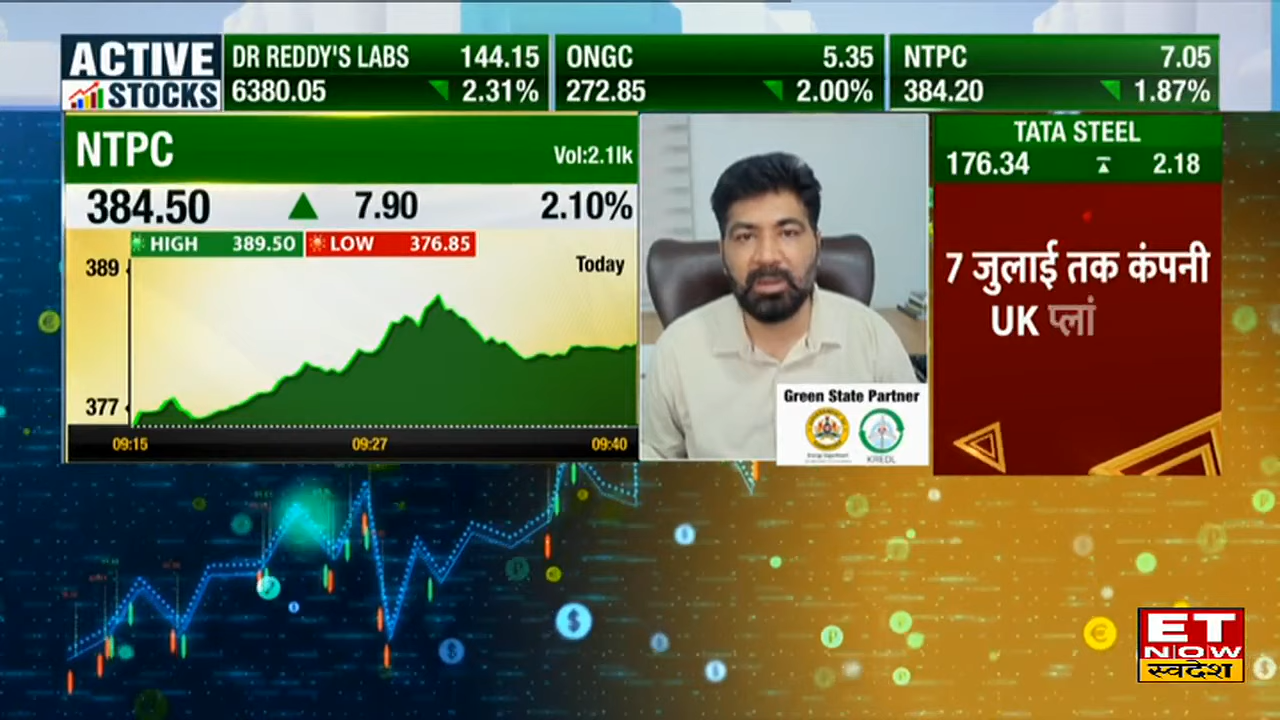 ACTIVE
STOCKS
DR REDDY'S LABS 144.15
6380.05 2.31%
ONGC 5.35
272.85 2.00%
NTPC 7.05
384.20 1.87%
NTPC
Vol:2.1lk
384.50 7.90 2.10%
HIGH 389.50 LOW 376.85
389
Today
377
09:15 09:27 09:40
Green State Partner
KREDL
TATA STEEL
176.34 2.18
7 जुलाई तक कंपनी
UK प्लां
ET
NOW
स्वदेश